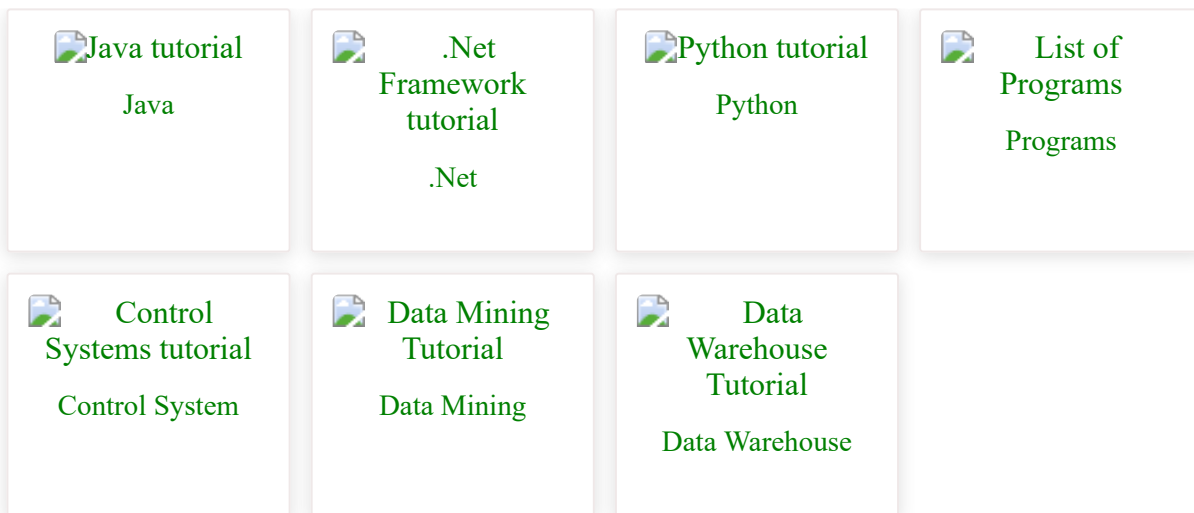 Java tutorial
Java
.Net
Framework
tutorial
.Net
Python tutorial
Python
List of
Programs
Programs
Control
Systems tutorial
Control System
Data Mining
Tutorial
Data Mining
Data
Warehouse
Tutorial
Data Warehouse